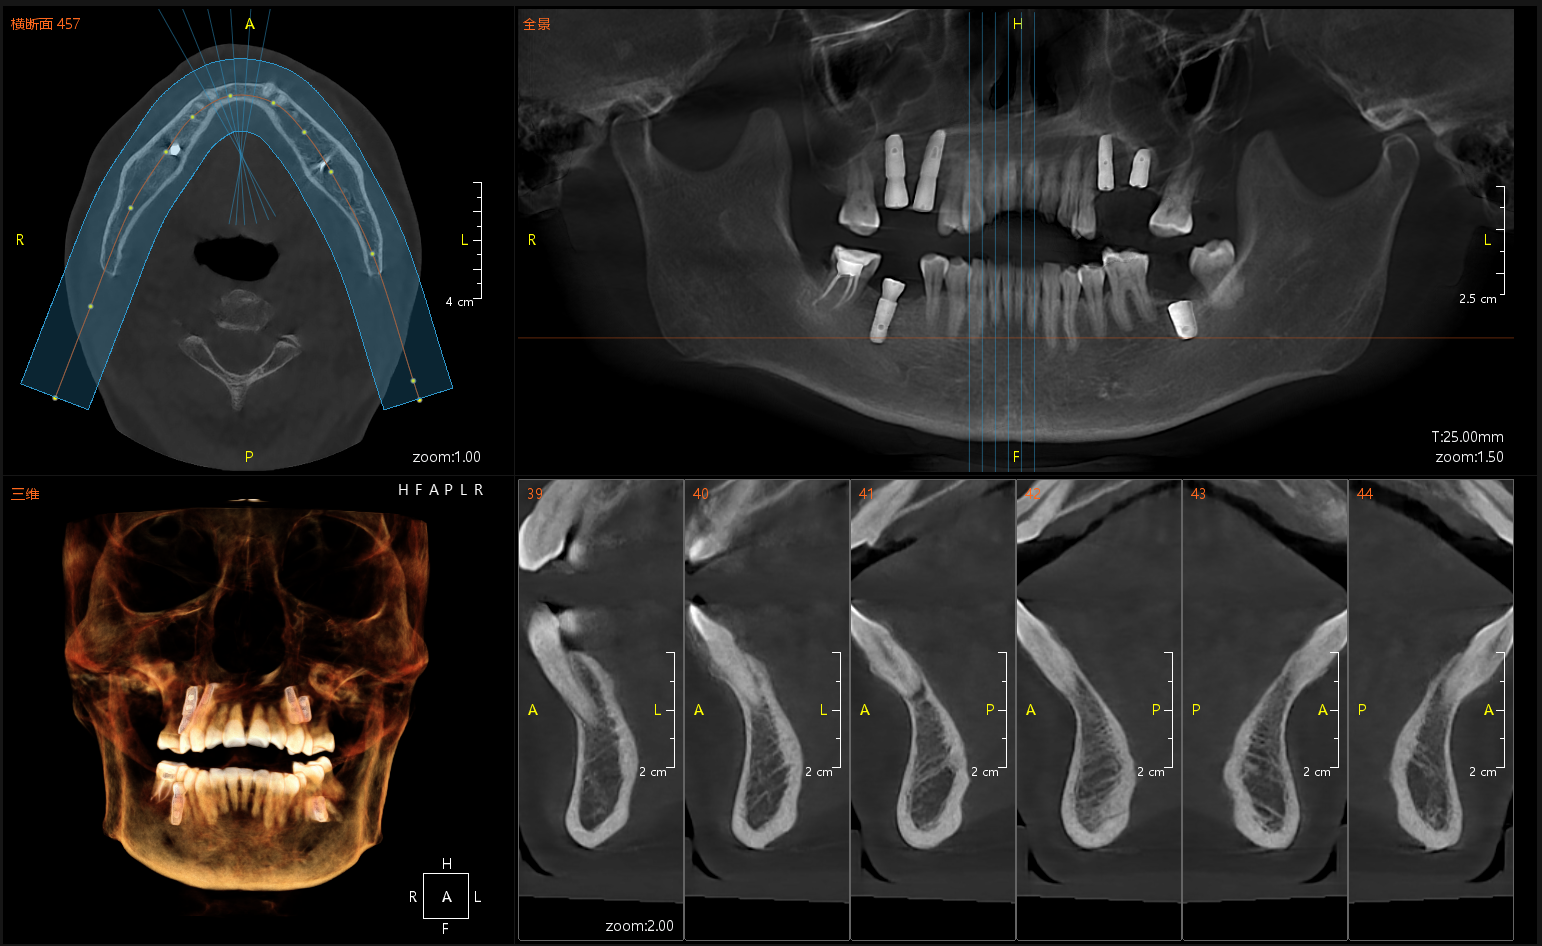 横断面 457
A
R
L
4 cm
P
zoom:1.00
全景
H
R
L
2.5 cm
T:25.00mm
F
zoom:1.50
三维
H F A P L R
H
R A L
F
39
A
L
2 cm
zoom:2.00
40
A
L
2 cm
41
A
P
2 cm
42
A
P
2 cm
43
P
A
2 cm
44
P
A
2 cm